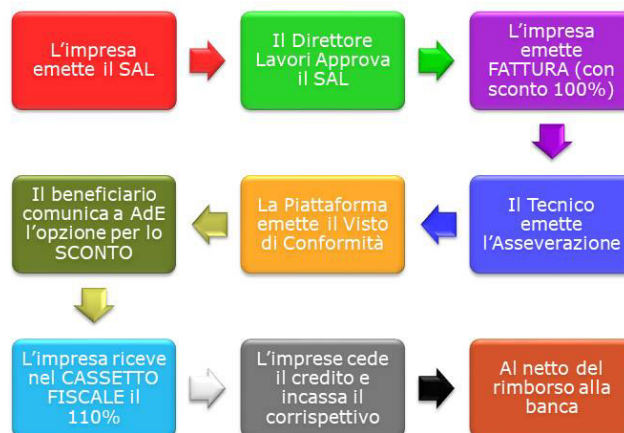 L'impresa
emette il SAL
Il Direttore
Lavori Approva
il SAL
L'impresa
emette
FATTURA (con
sconto 100%)
Il Tecnico
emette
l'Asseverazione
La Piattaforma
emette il Visto
di Conformità
Il beneficiario
comunica a AdE
l'opzione per lo
SCONTO
L'impresa riceve
nel CASSETTO
FISCALE il
110%
L'imprese cede
il credito e
incassa il
corrispettivo
Al netto del
rimborso alla
banca